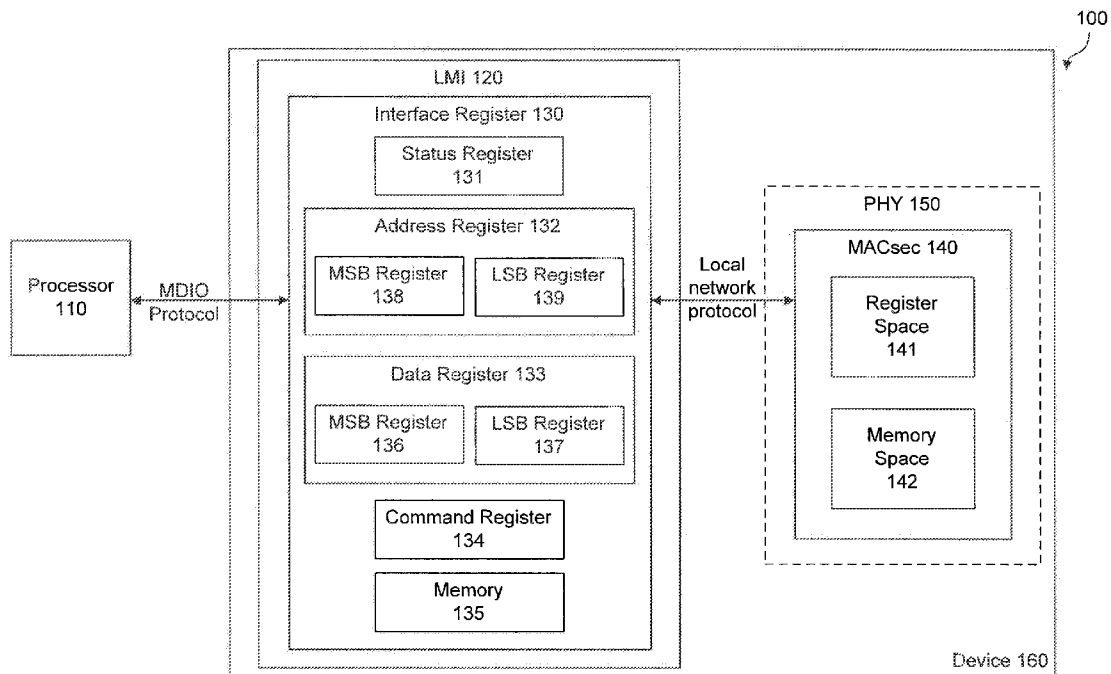 100
LMI 120
Interface Register 130
Status Register
131
Address Register 132
MSB Register
138
LSB Register
139
Data Register 133
MSB Register
136
LSB Register
137
Command Register
134
Memory
135
Processor
110
MDIO
Protocol
Local
network
protocol
PHY 150
MACsec 140
Register
Space
141
Memory
Space
142
Device 160